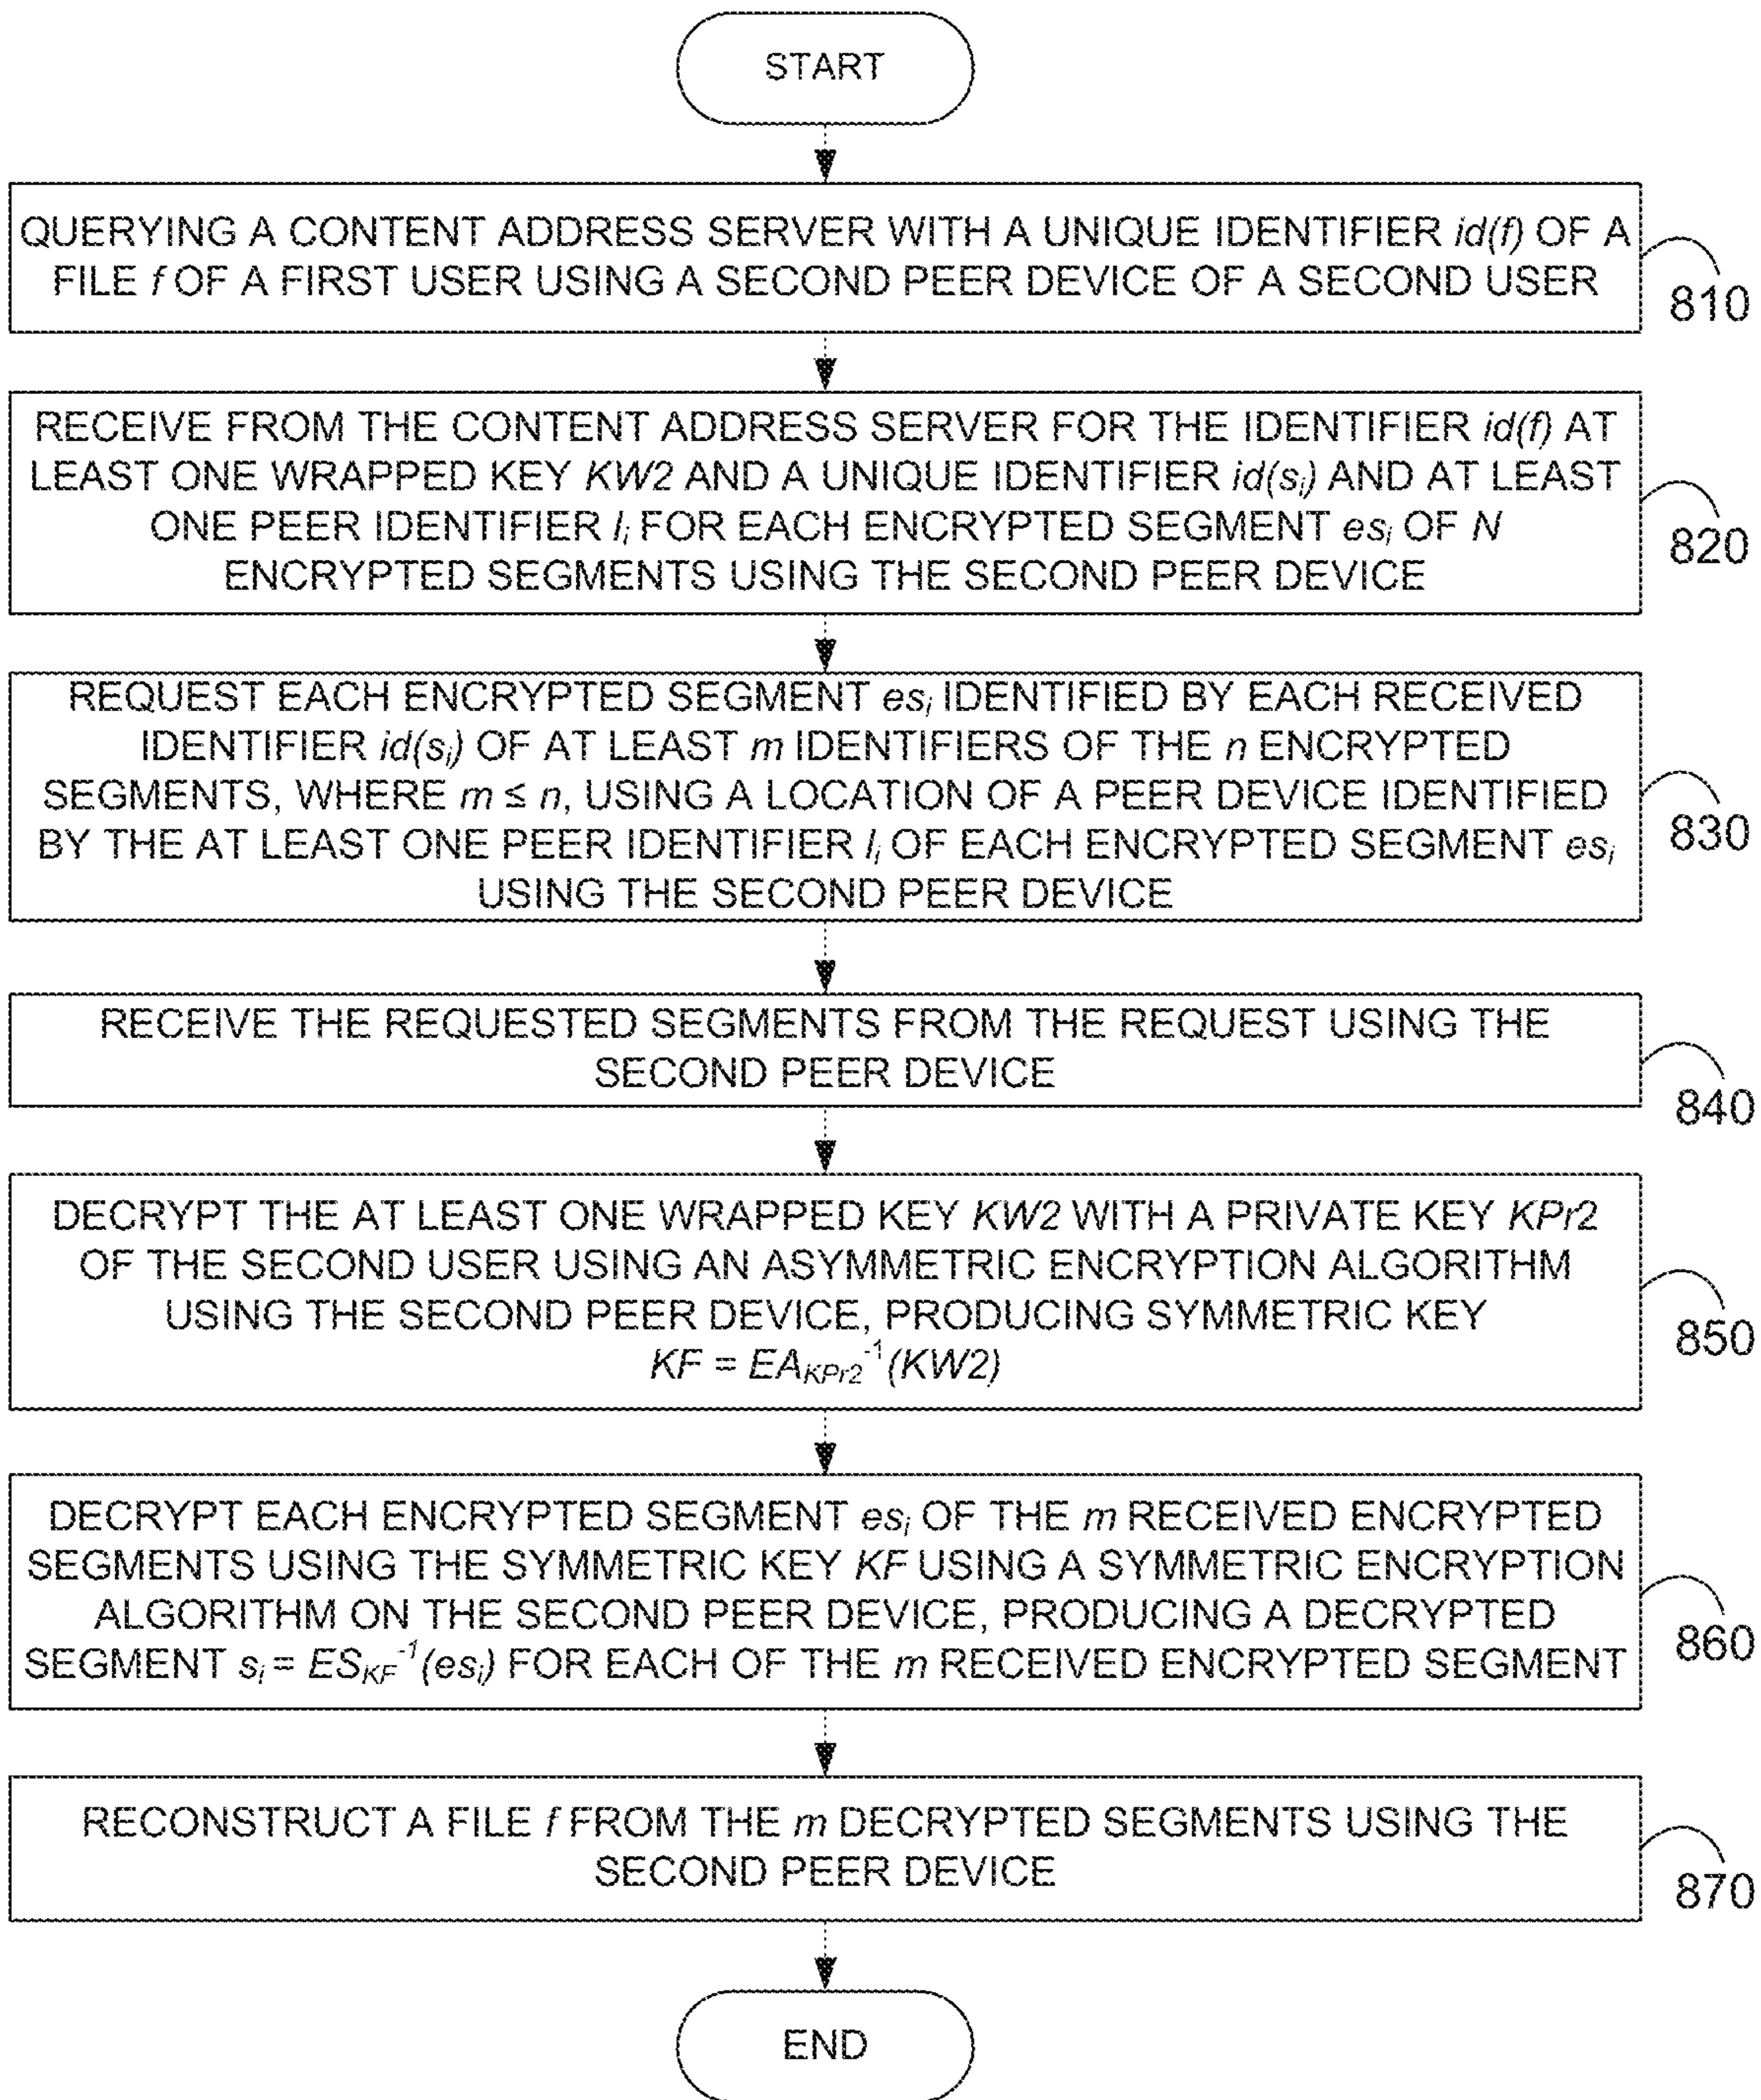 START
QUERYING A CONTENT ADDRESS SERVER WITH A UNIQUE IDENTIFIER id(f) OF A
FILE f OF A FIRST USER USING A SECOND PEER DEVICE OF A SECOND USER
810
RECEIVE FROM THE CONTENT ADDRESS SERVER FOR THE IDENTIFIER id(f) AT
LEAST ONE WRAPPED KEY KW2 AND A UNIQUE IDENTIFIER id(sᵢ) AND AT LEAST
ONE PEER IDENTIFIER lᵢ FOR EACH ENCRYPTED SEGMENT esᵢ OF N
ENCRYPTED SEGMENTS USING THE SECOND PEER DEVICE
820
REQUEST EACH ENCRYPTED SEGMENT esᵢ IDENTIFIED BY EACH RECEIVED
IDENTIFIER id(sᵢ) OF AT LEAST m IDENTIFIERS OF THE n ENCRYPTED
SEGMENTS, WHERE m ≤ n, USING A LOCATION OF A PEER DEVICE IDENTIFIED
BY THE AT LEAST ONE PEER IDENTIFIER lᵢ OF EACH ENCRYPTED SEGMENT esᵢ
USING THE SECOND PEER DEVICE
830
RECEIVE THE REQUESTED SEGMENTS FROM THE REQUEST USING THE
SECOND PEER DEVICE
840
DECRYPT THE AT LEAST ONE WRAPPED KEY KW2 WITH A PRIVATE KEY KPr2
OF THE SECOND USER USING AN ASYMMETRIC ENCRYPTION ALGORITHM
USING THE SECOND PEER DEVICE, PRODUCING SYMMETRIC KEY
KF = EA_KPr2⁻¹(KW2)
850
DECRYPT EACH ENCRYPTED SEGMENT esᵢ OF THE m RECEIVED ENCRYPTED
SEGMENTS USING THE SYMMETRIC KEY KF USING A SYMMETRIC ENCRYPTION
ALGORITHM ON THE SECOND PEER DEVICE, PRODUCING A DECRYPTED
SEGMENT sᵢ = ES_KF⁻¹(esᵢ) FOR EACH OF THE m RECEIVED ENCRYPTED SEGMENT
860
RECONSTRUCT A FILE f FROM THE m DECRYPTED SEGMENTS USING THE
SECOND PEER DEVICE
870
END